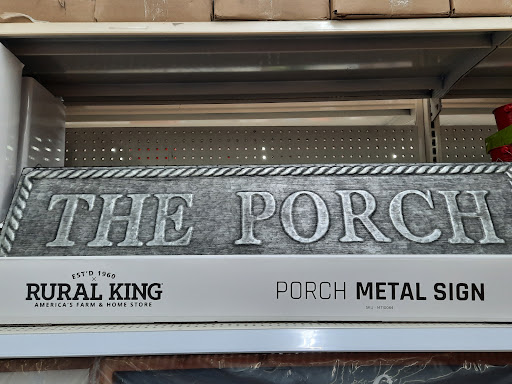 THE PORCH
EST'D 1960
RURAL KING
AMERICA'S FARM & HOME STORE
PORCH METAL SIGN